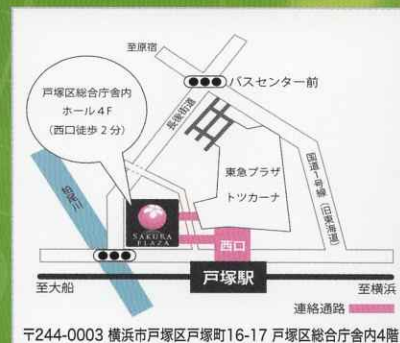 至原宿
バスセンター前
戸塚区総合庁舎内
ホール4F
(西口徒歩2分)
長後街道
東急プラザ
トツカーナ
国道1号線(旧東海道)
柏尾川
SAKURA
PLAZA
西口
戸塚駅
至大船
至横浜
連絡通路
〒244-0003 横浜市戸塚区戸塚町16-17 戸塚区総合庁舎内4階